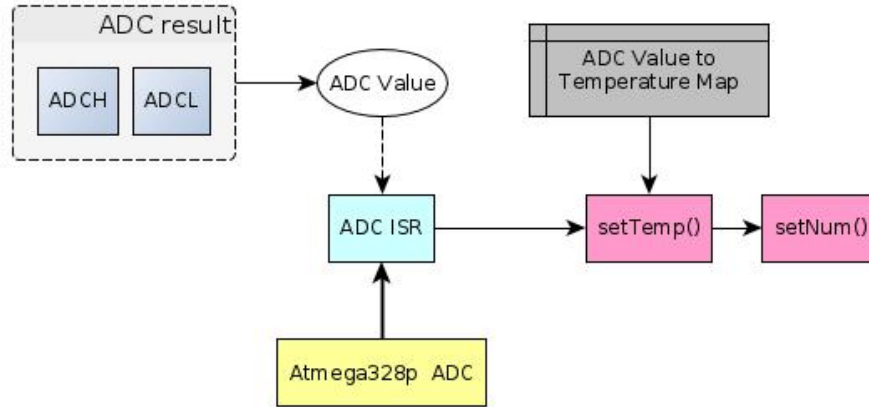 ADC result
ADCH
ADCL
ADC Value
ADC Value to
Temperature Map
ADC ISR
setTemp()
setNum()
Atmega328p ADC